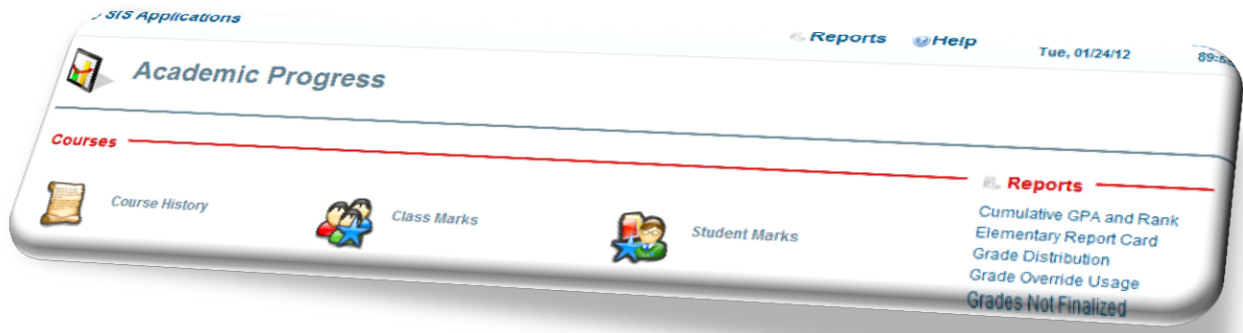 SIS Applications
Reports Help Tue, 01/24/12
Academic Progress
Courses
Reports
Course History Class Marks Student Marks
Cumulative GPA and Rank
Elementary Report Card
Grade Distribution
Grade Override Usage
Grades Not Finalized